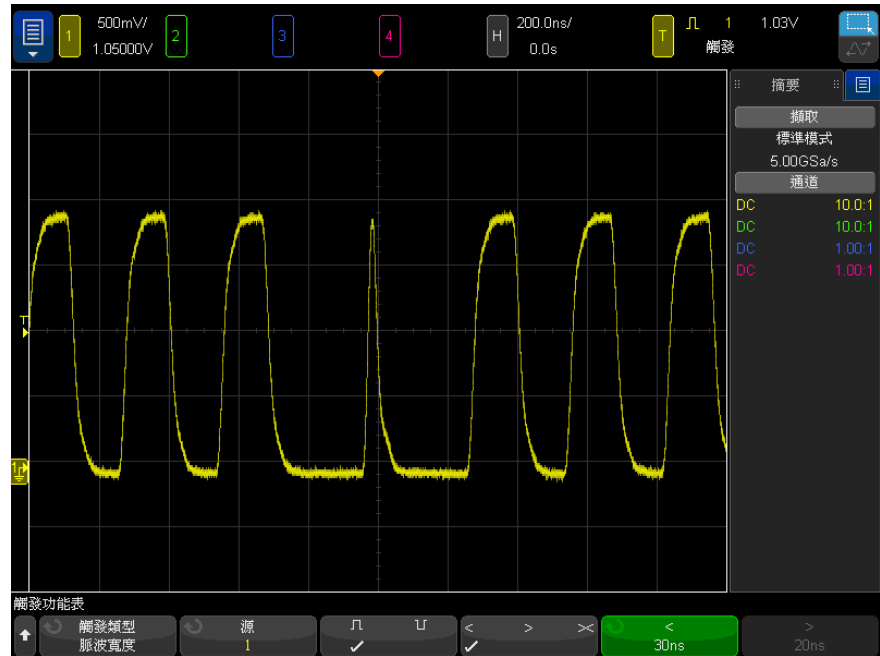 1 500mV/ 2 3 4 H 200.0ns/ T 1 1.03V
1.05000V 0.0s 觸發
摘要
擷取
標準模式
5.00GSa/s
通道
DC 10.0:1
DC 10.0:1
DC 1.00:1
DC 1.00:1
T
1
觸發功能表
觸發類型 源 < > >< <  >
脈波寬度 1 30ns 20ns